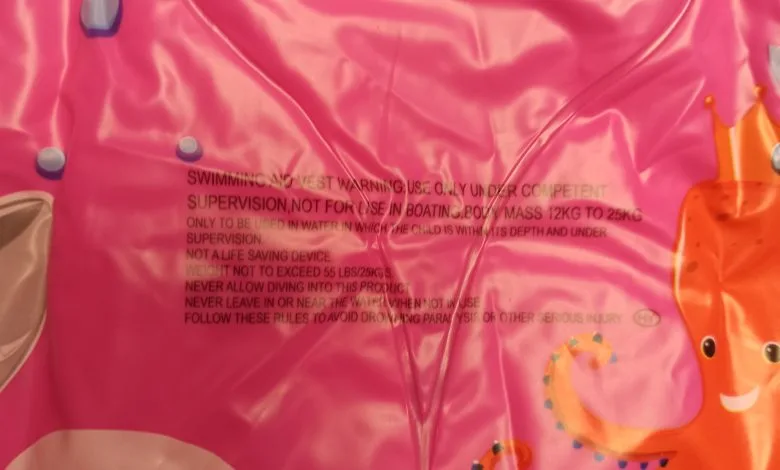 SWIMMING AID VEST WARNING:USE ONLY UNDER COMPETENT
SUPERVISION,NOT FOR USE IN BOATING.BODY MASS 12KG TO 25KG
ONLY TO BE USED IN WATER IN WHICH THE CHILD IS WITHIN ITS DEPTH AND UNDER
SUPERVISION.
NOT A LIFE SAVING DEVICE.
WEIGHT NOT TO EXCEED 55 LBS/25KGS.
NEVER ALLOW DIVING INTO THIS PRODUCT
NEVER LEAVE IN OR NEAR THE WATER WHEN NOT IN USE
FOLLOW THESE RULES TO AVOID DROWNING PARALYSIS OR OTHER SERIOUS INJURY